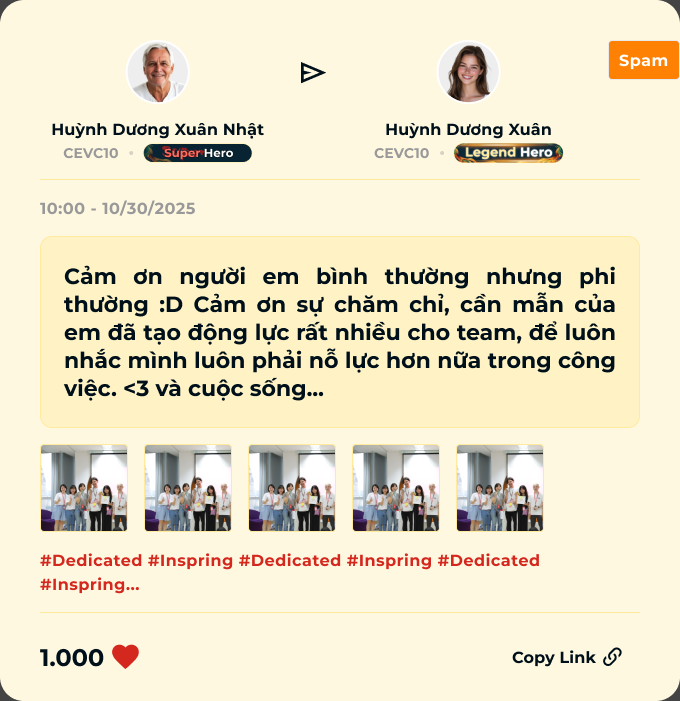 Spam
Huỳnh Dương Xuân Nhật
Huỳnh Dương Xuân
CEVC10 • Super Hero
CEVC10 • Legend Hero
10:00 - 10/30/2025
Cảm ơn người em bình thường nhưng phi
thường :D Cảm ơn sự chăm chỉ, cần mẫn của
em đã tạo động lực rất nhiều cho team, để luôn
nhắc mình luôn phải nỗ lực hơn nữa trong công
việc. <3 và cuộc sống...
#Dedicated #Inspring #Dedicated #Inspring #Dedicated
#Inspring...
1.000
Copy Link